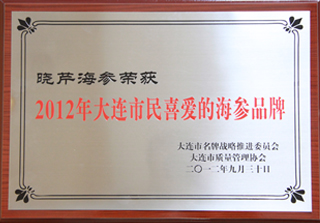 晓芹海参荣获
2012年大连市民喜爱的海参品牌
大连市名牌战略推进委员会
大连市质量管理协会
二〇一二年九月三十日